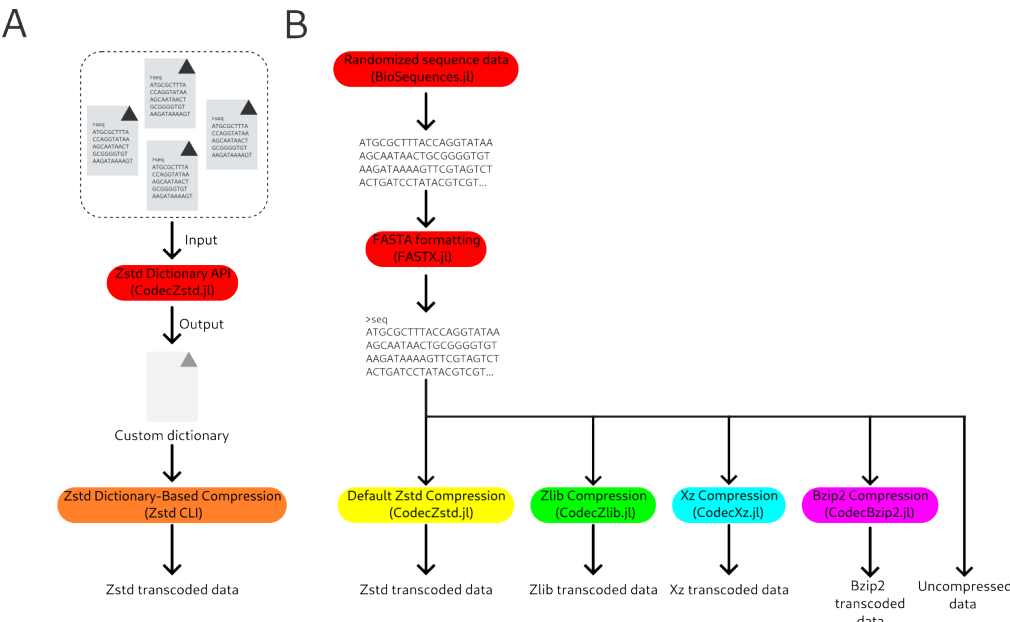 A
>seq
ATGCGCTTTA
CCAGGTATAA
AGCAATAACT
GCGGGGTGT
AAGATAAAAGT
>seq
ATGCGCTTTA
CCAGGTATAA
AGCAATAACT
GCGGGGTGT
AAGATAAAAGT
>seq
ATGCGCTTTA
CCAGGTATAA
AGCAATAACT
GCGGGGTGT
AAGATAAAAGT
>seq
ATGCGCTTTA
CCAGGTATAA
AGCAATAACT
GCGGGGTGT
AAGATAAAAGT
Input
Zstd Dictionary API
(CodecZstd.jl)
Output
Custom dictionary
Zstd Dictionary-Based Compression
(Zstd CLI)
Zstd transcoded data
B
Randomized sequence data
(BioSequences.jl)
ATGCGCTTTACCAGGTATAA
AGCAATAACTGCGGGGTGT
AAGATAAAAGTTCGTAGTCT
ACTGATCCTATACGTCGT...
FASTA formatting
(FASTX.jl)
>seq
ATGCGCTTTACCAGGTATAA
AGCAATAACTGCGGGGTGT
AAGATAAAAGTTCGTAGTCT
ACTGATCCTATACGTCGT...
Default Zstd Compression
(CodecZstd.jl)
Zstd transcoded data
Zlib Compression
(CodecZlib.jl)
Zlib transcoded data
Xz Compression
(CodecXz.jl)
Xz transcoded data
Bzip2 Compression
(CodecBzip2.jl)
Bzip2
transcoded
data
Uncompressed
data